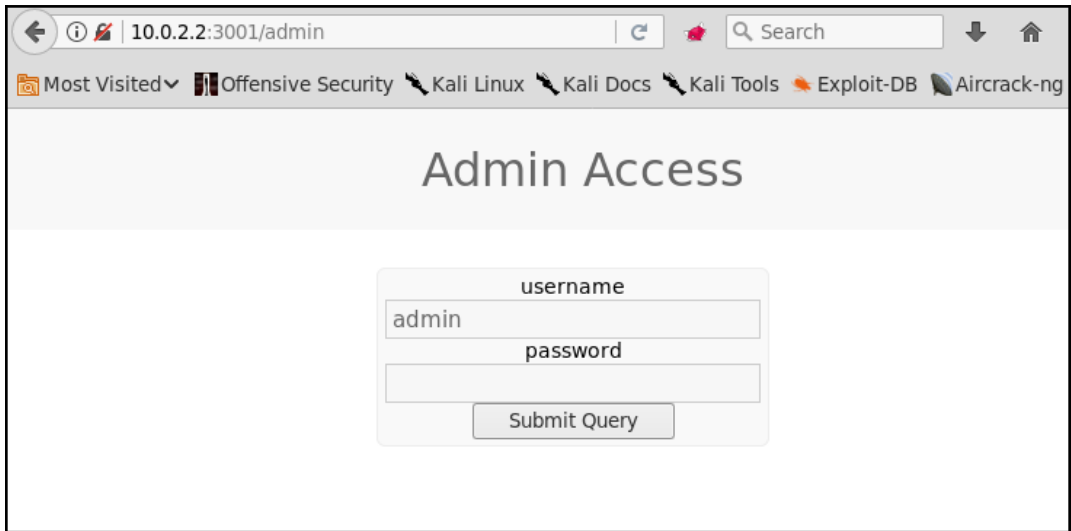 10.0.2.2:3001/admin Search
Most Visited Offensive Security Kali Linux Kali Docs Kali Tools Exploit-DB Aircrack-ng
Admin Access
username
admin
password
Submit Query